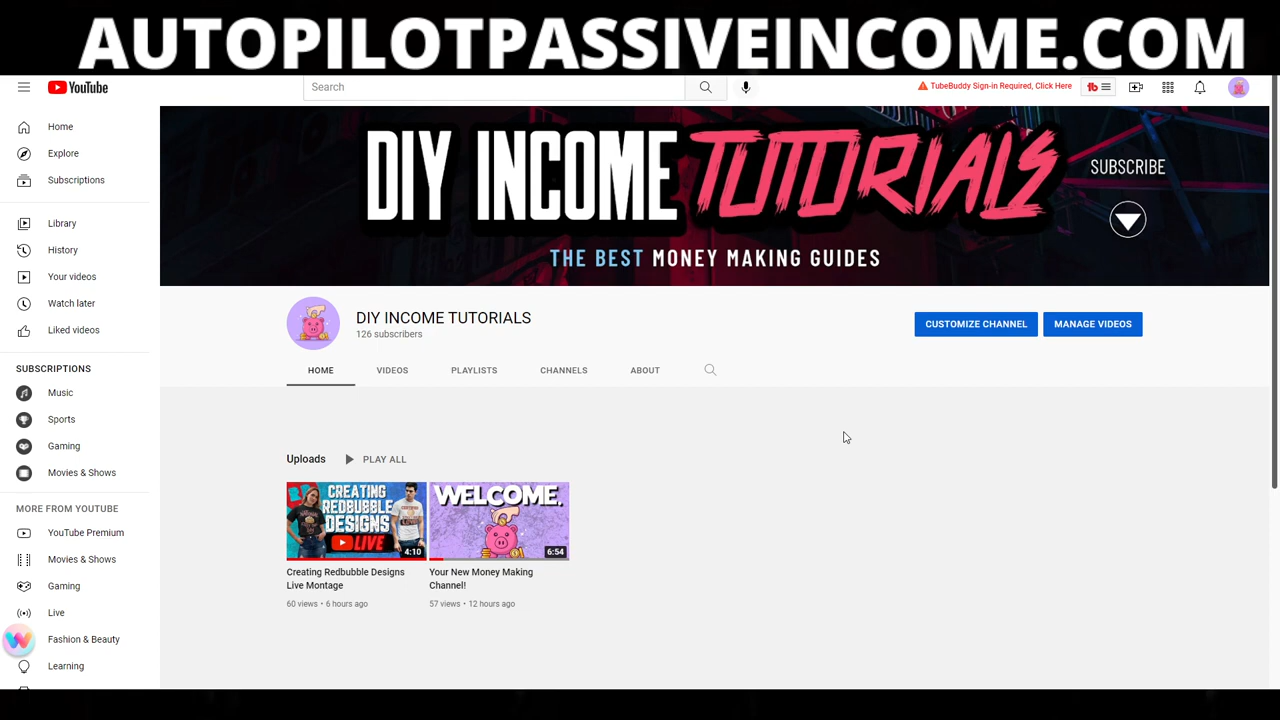 AUTOPILOTPASSIVEINCOME.COM
YouTube
Search
TubeBuddy Sign-in Required, Click Here
tb
Home
Explore
Subscriptions
Library
History
Your videos
Watch later
Liked videos
SUBSCRIPTIONS
Music
Sports
Gaming
Movies & Shows
MORE FROM YOUTUBE
YouTube Premium
Movies & Shows
Gaming
Live
Fashion & Beauty
Learning
DIY INCOME TUTORIALS
SUBSCRIBE
THE BEST MONEY MAKING GUIDES
DIY INCOME TUTORIALS
126 subscribers
CUSTOMIZE CHANNEL
MANAGE VIDEOS
HOME
VIDEOS
PLAYLISTS
CHANNELS
ABOUT
Uploads
PLAY ALL
CREATING
REDBUBBLE
DESIGNS
LIVE
4:10
WELCOME.
6:54
Creating Redbubble Designs
Live Montage
60 views • 6 hours ago
Your New Money Making
Channel!
57 views • 12 hours ago